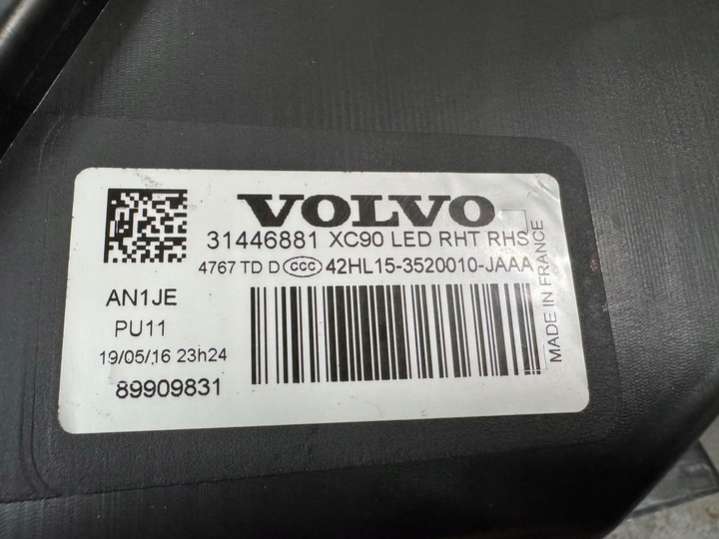 VOLVO
31446881 XC90 LED RHT RHS
4767 TD D CCC 42HL15-3520010-JAAA
AN1JE
PU11
19/05/16 23h24
89909831
MADE IN FRANCE